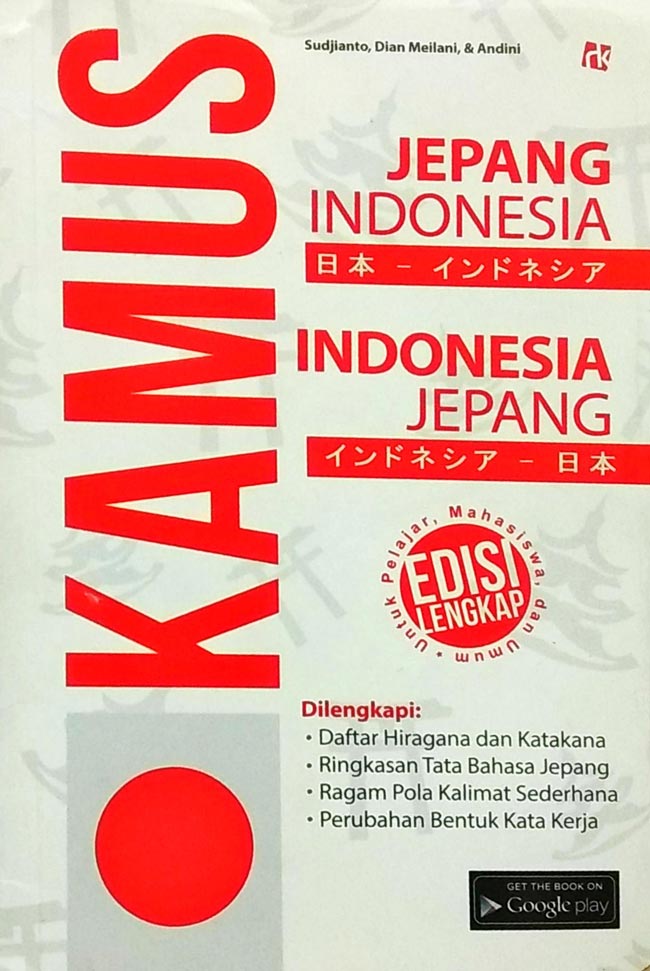 KAMUS
Sudjianto, Dian Meilani, & Andini
rk
JEPANG
INDONESIA
日本 – インドネシア
INDONESIA
JEPANG
インドネシア – 日本
* Untuk Pelajar, Mahasiswa, dan Umum
EDISI
LENGKAP
Dilengkapi:
• Daftar Hiragana dan Katakana
• Ringkasan Tata Bahasa Jepang
• Ragam Pola Kalimat Sederhana
• Perubahan Bentuk Kata Kerja
GET THE BOOK ON
Google play